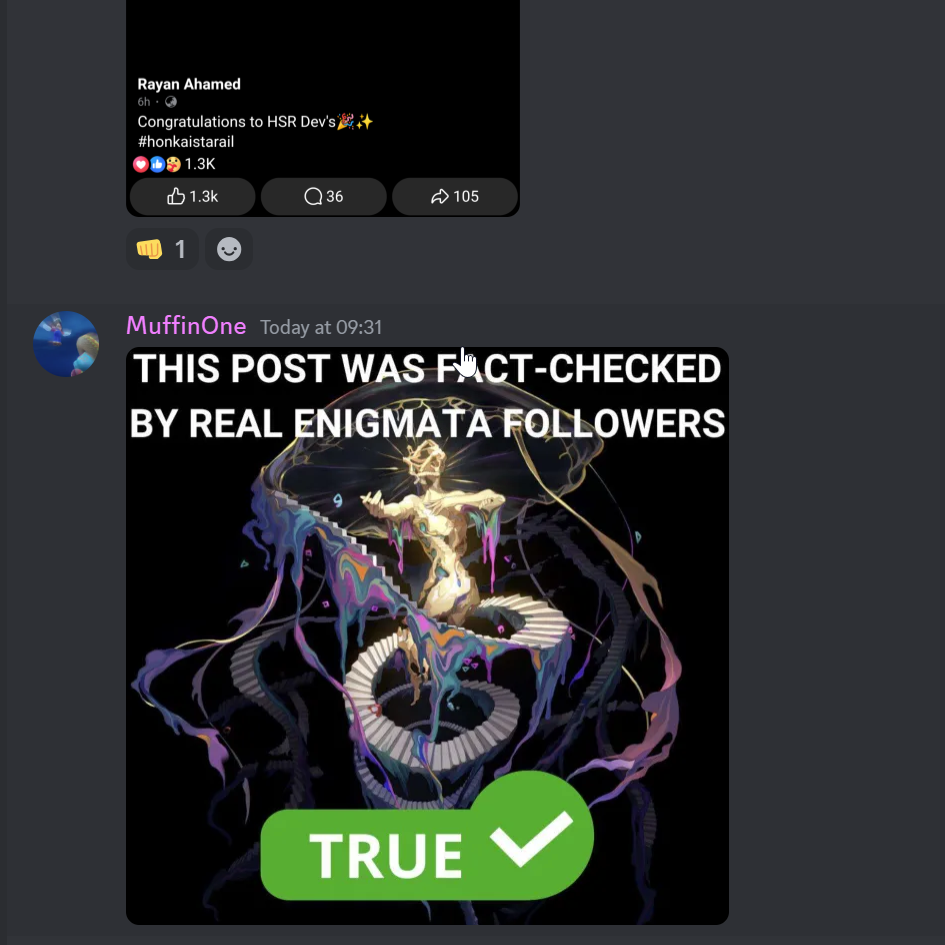 Rayan Ahamed
6h ·
Congratulations to HSR Dev's🎉✨
#honkaistarail
1.3K
1.3k
36
105
1
MuffinOne Today at 09:31
THIS POST WAS FACT-CHECKED
BY REAL ENIGMATA FOLLOWERS
TRUE